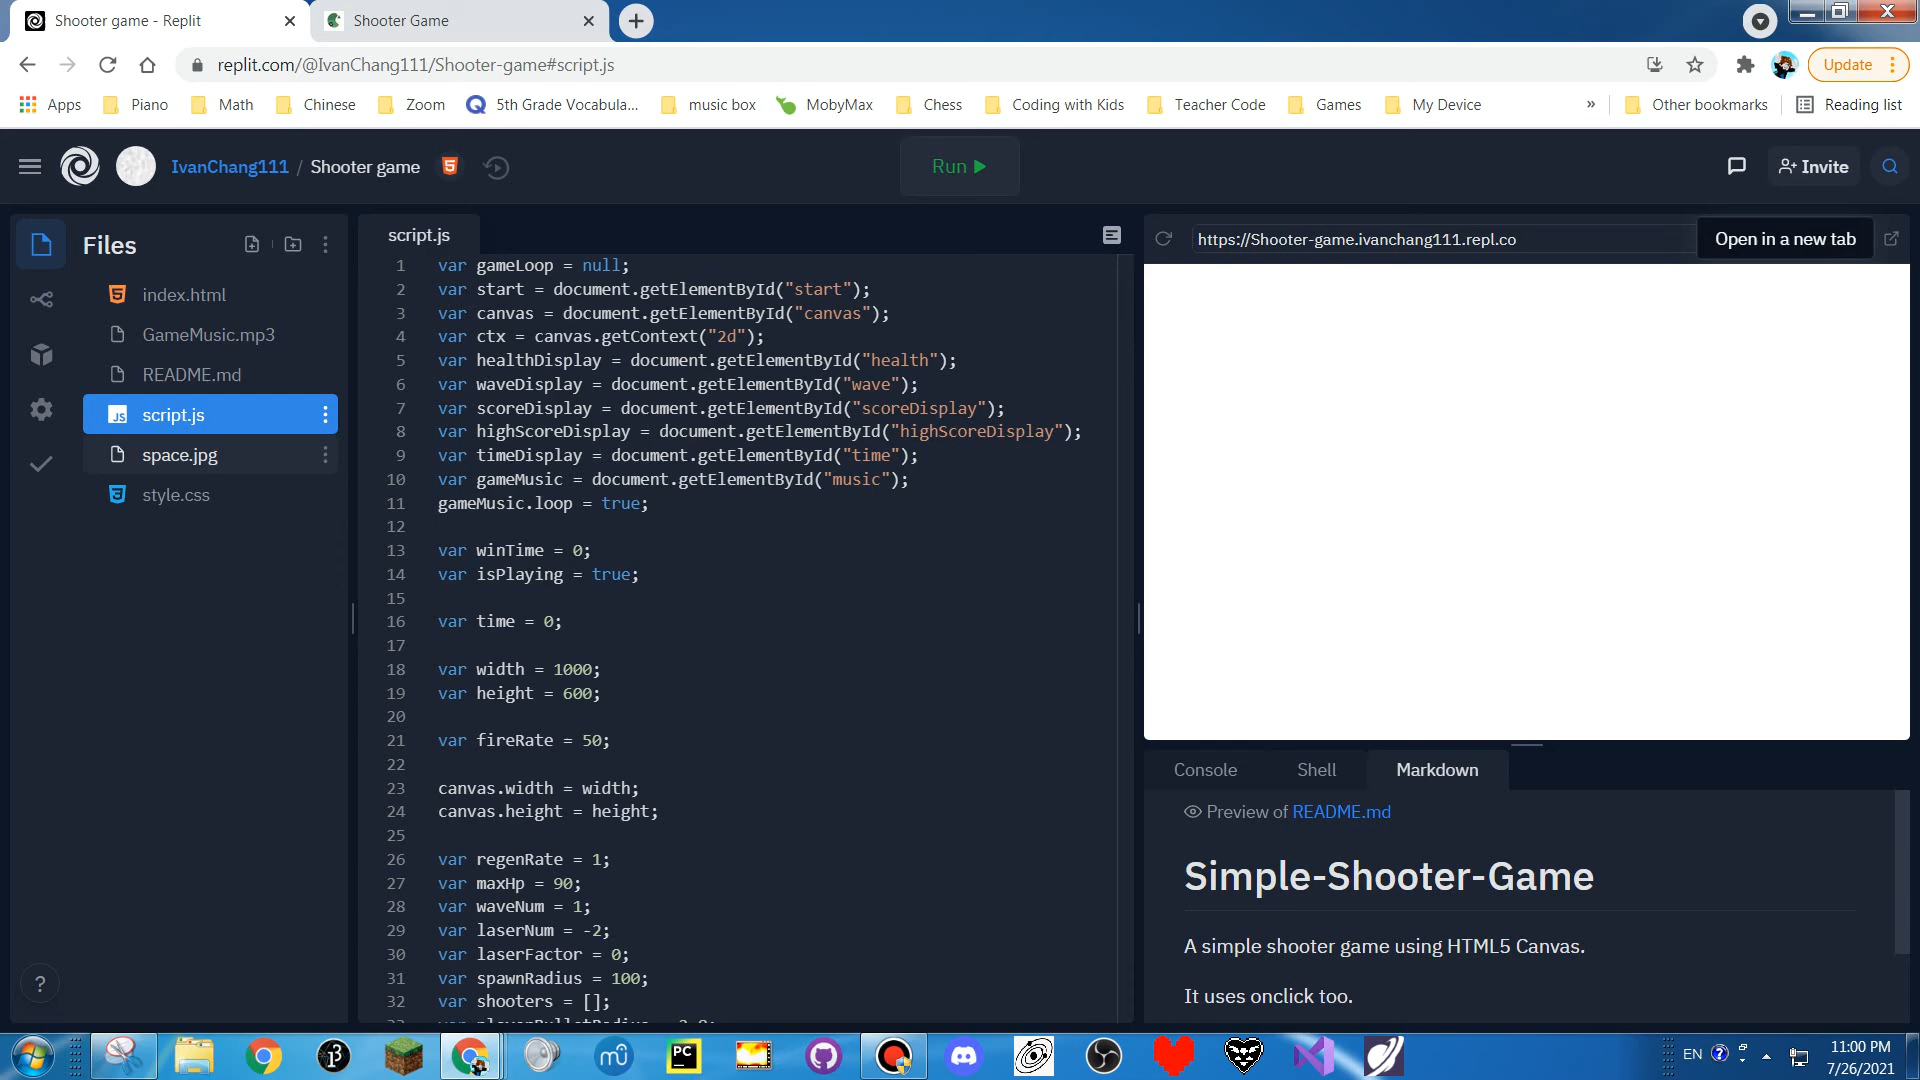 Shooter game - Replit
Shooter Game
replit.com/@IvanChang111/Shooter-game#script.js
Update
Apps
Piano
Math
Chinese
Zoom
5th Grade Vocabula...
music box
MobyMax
Chess
Coding with Kids
Teacher Code
Games
My Device
»
Other bookmarks
Reading list
IvanChang111 / Shooter game
Run
Invite
Files
index.html
GameMusic.mp3
README.md
script.js
space.jpg
style.css
script.js
1 var gameLoop = null;
2 var start = document.getElementById("start");
3 var canvas = document.getElementById("canvas");
4 var ctx = canvas.getContext("2d");
5 var healthDisplay = document.getElementById("health");
6 var waveDisplay = document.getElementById("wave");
7 var scoreDisplay = document.getElementById("scoreDisplay");
8 var highScoreDisplay = document.getElementById("highScoreDisplay");
9 var timeDisplay = document.getElementById("time");
10 var gameMusic = document.getElementById("music");
11 gameMusic.loop = true;
12
13 var winTime = 0;
14 var isPlaying = true;
15
16 var time = 0;
17
18 var width = 1000;
19 var height = 600;
20
21 var fireRate = 50;
22
23 canvas.width = width;
24 canvas.height = height;
25
26 var regenRate = 1;
27 var maxHp = 90;
28 var waveNum = 1;
29 var laserNum = -2;
30 var laserFactor = 0;
31 var spawnRadius = 100;
32 var shooters = [];
https://Shooter-game.ivanchang111.repl.co
Open in a new tab
Console
Shell
Markdown
Preview of README.md
Simple-Shooter-Game
A simple shooter game using HTML5 Canvas.
It uses onclick too.
?
PC
EN
11:00 PM
7/26/2021